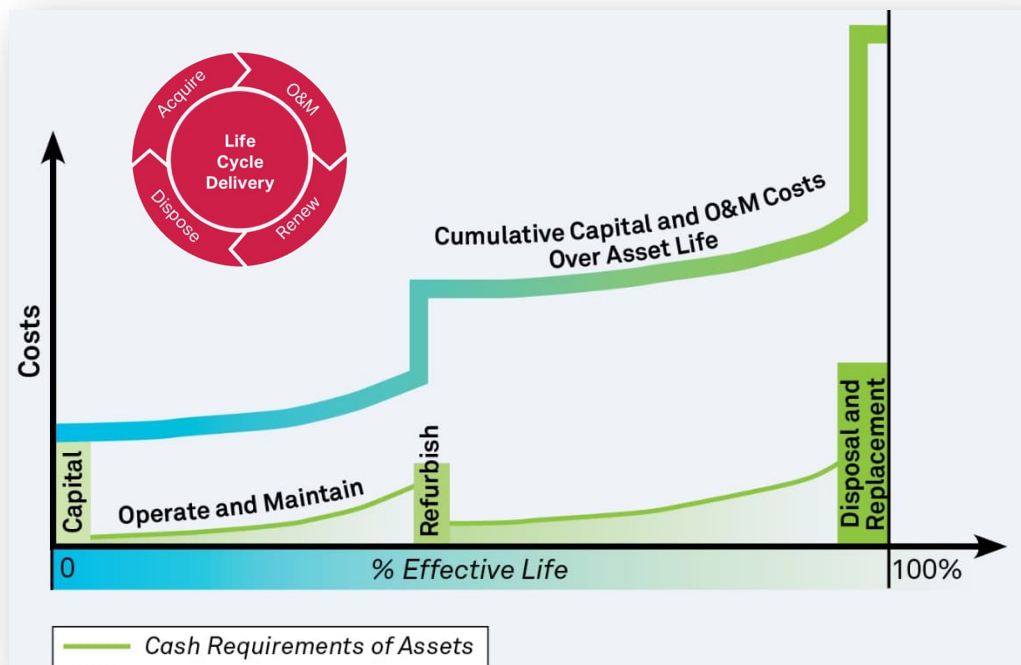 Acquire
O&M
Life
Cycle
Delivery
Dispose
Renew
Cumulative Capital and O&M Costs
Over Asset Life
Costs
Capital
Operate and Maintain
Refurbish
Disposal and
Replacement
0
% Effective Life
100%
Cash Requirements of Assets